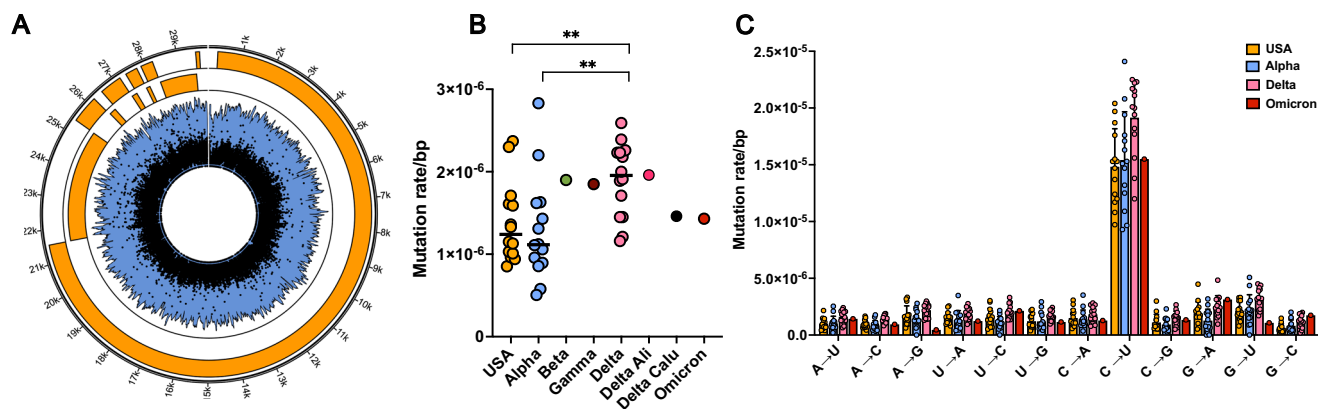 A
B
C
1k
2k
3k
4k
5k
6k
7k
8k
9k
10k
11k
12k
13k
14k
15k
16k
17k
18k
19k
20k
21k
22k
23k
24k
25k
26k
27k
28k
29k
**
**
Mutation rate/bp
3×10⁻⁶
2×10⁻⁶
1×10⁻⁶
0
USA
Alpha
Beta
Gamma
Delta
Delta Ali
Delta Calu
Omicron
Mutation rate/bp
2.5×10⁻⁵
2.0×10⁻⁵
1.5×10⁻⁵
1.0×10⁻⁵
5.0×10⁻⁶
0.0
USA
Alpha
Delta
Omicron
A→U
A→C
A→G
U→A
U→C
U→G
C→A
C→U
C→G
G→A
G→U
G→C